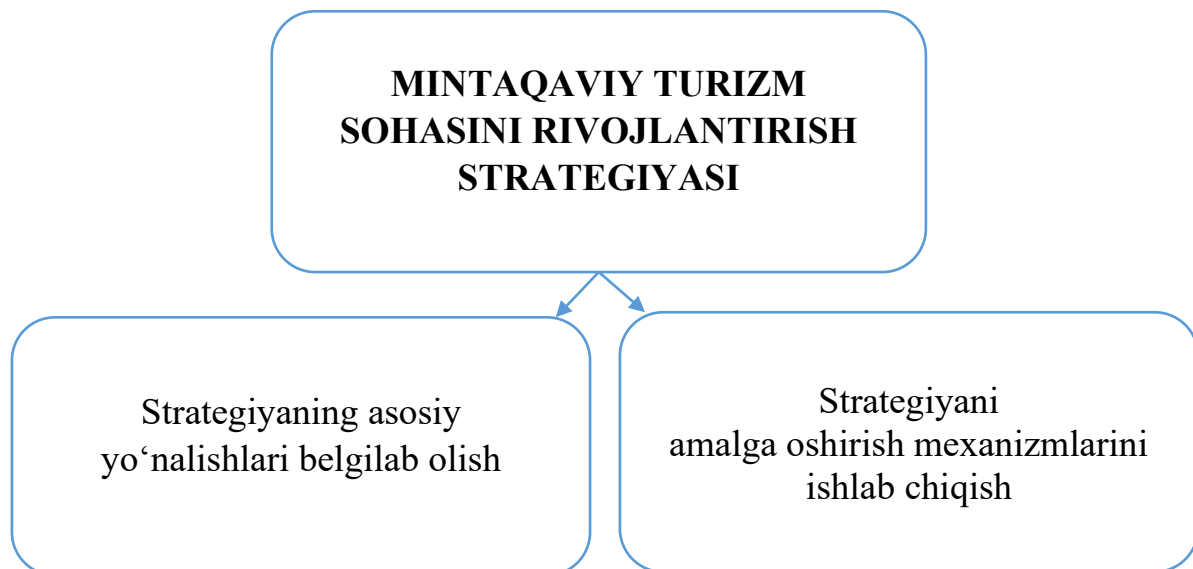 MINTAQAVIY TURIZM
SOHASINI RIVOJLANTIRISH
STRATEGIYASI
Strategiyaning asosiy
yo‘nalishlari belgilab olish
Strategiyani
amalga oshirish mexanizmlarini
ishlab chiqish